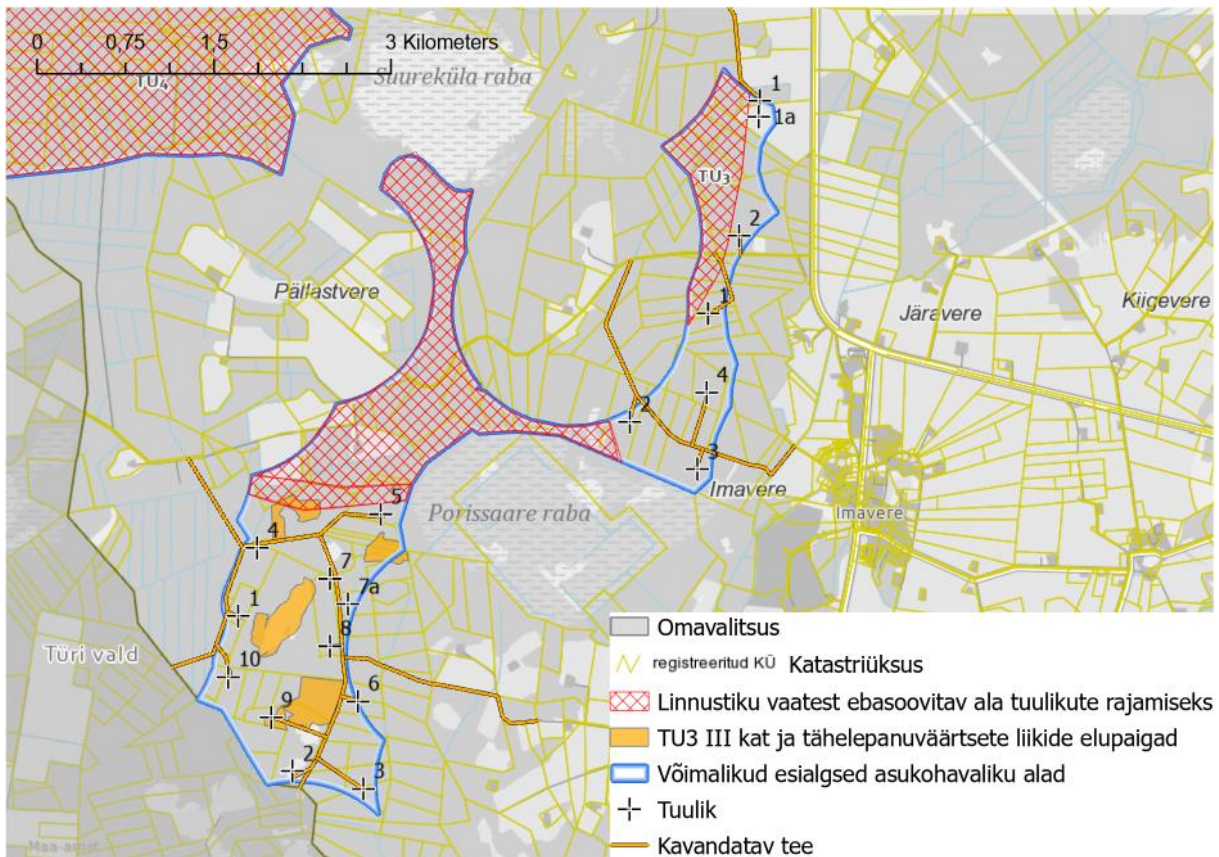 0 0,75 1,5 3 Kilometers
TU4
Suureküla raba
1
1a
TU3
2
Pällastvere
1
Järavere
Kiigevere
4
2
3
Imavere
Imavere
5
Porissaare raba
4
7
7a
1
8
Türi vald
10
6
9
2
3
Maa-amet
Omavalitsus
registreeritud KÜ Katastriüksus
Linnustiku vaatest ebasoovitav ala tuulikute rajamiseks
TU3 III kat ja tähelepanuväärtsete liikide elupaigad
Võimalikud esialgsed asukohavaliku alad
Tuulik
Kavandatav tee